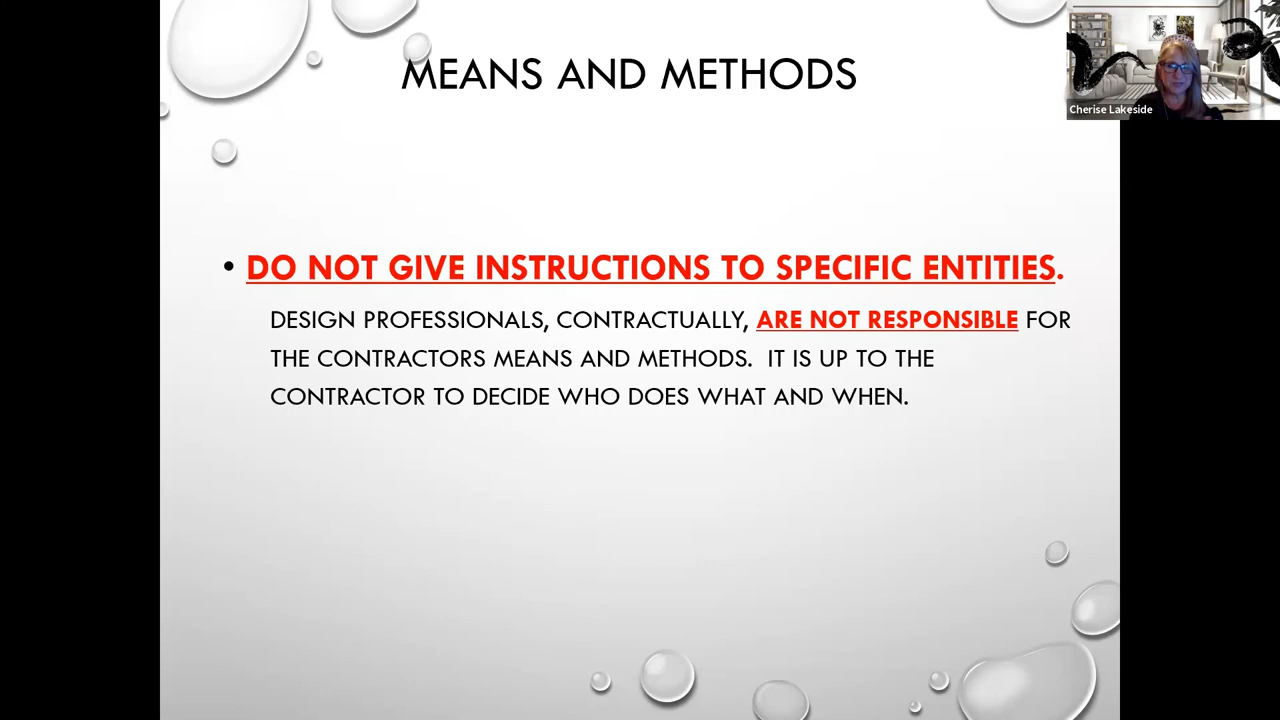 MEANS AND METHODS
Cherise Lakeside
• DO NOT GIVE INSTRUCTIONS TO SPECIFIC ENTITIES.
DESIGN PROFESSIONALS, CONTRACTUALLY, ARE NOT RESPONSIBLE FOR
THE CONTRACTORS MEANS AND METHODS. IT IS UP TO THE
CONTRACTOR TO DECIDE WHO DOES WHAT AND WHEN.